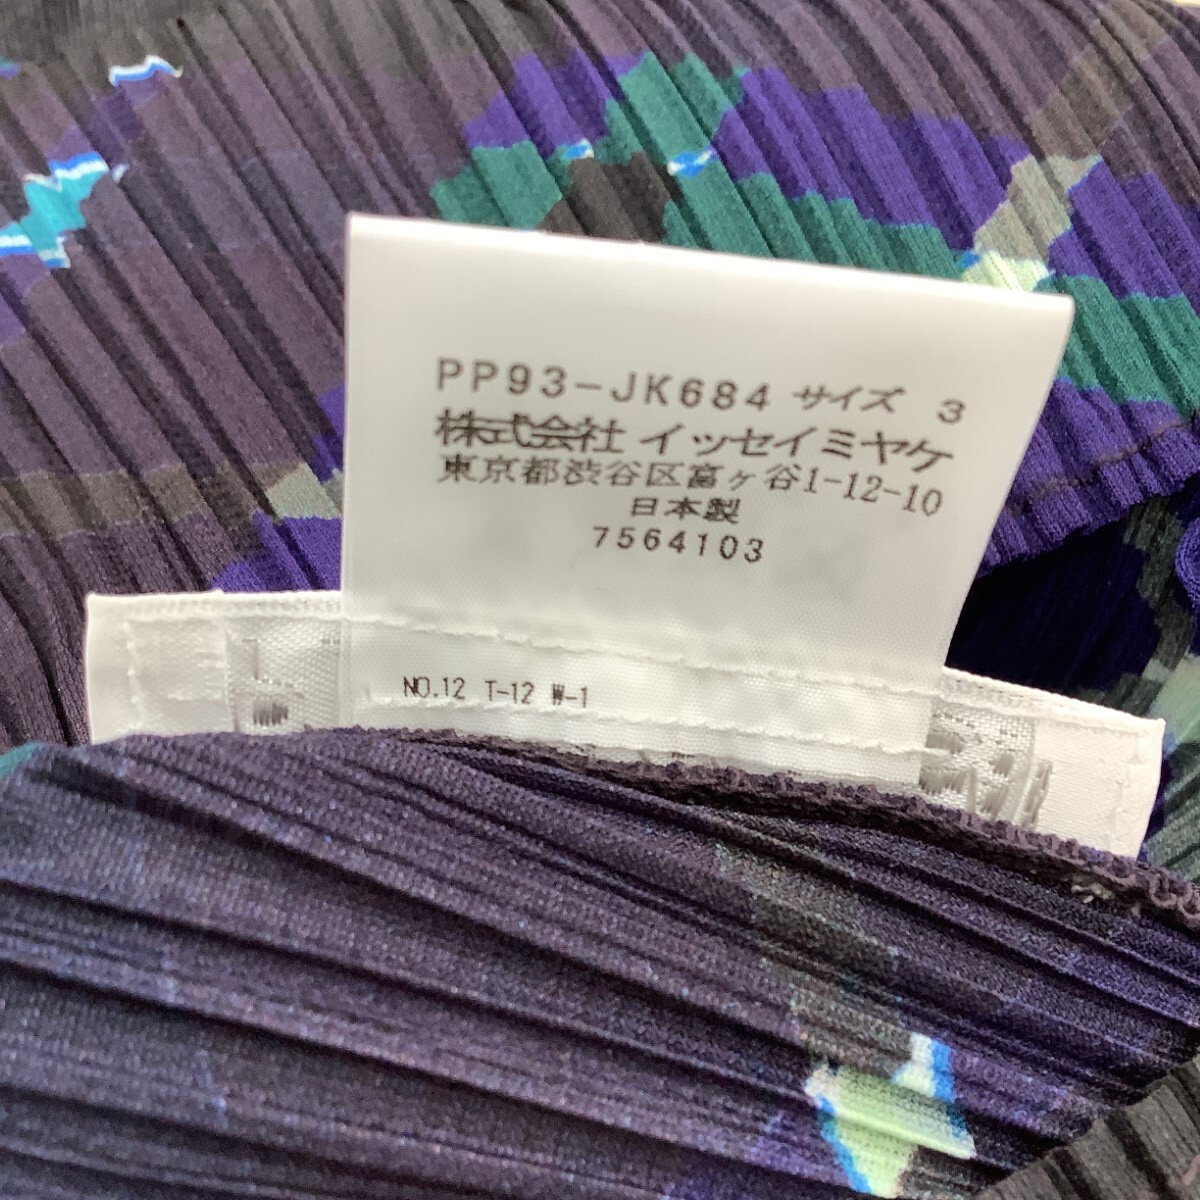 PP93-JK684 サイズ 3
株式会社 イッセイミヤケ
東京都渋谷区富ヶ谷1-12-10
日本製
7564103
NO.12 T-12 W-1